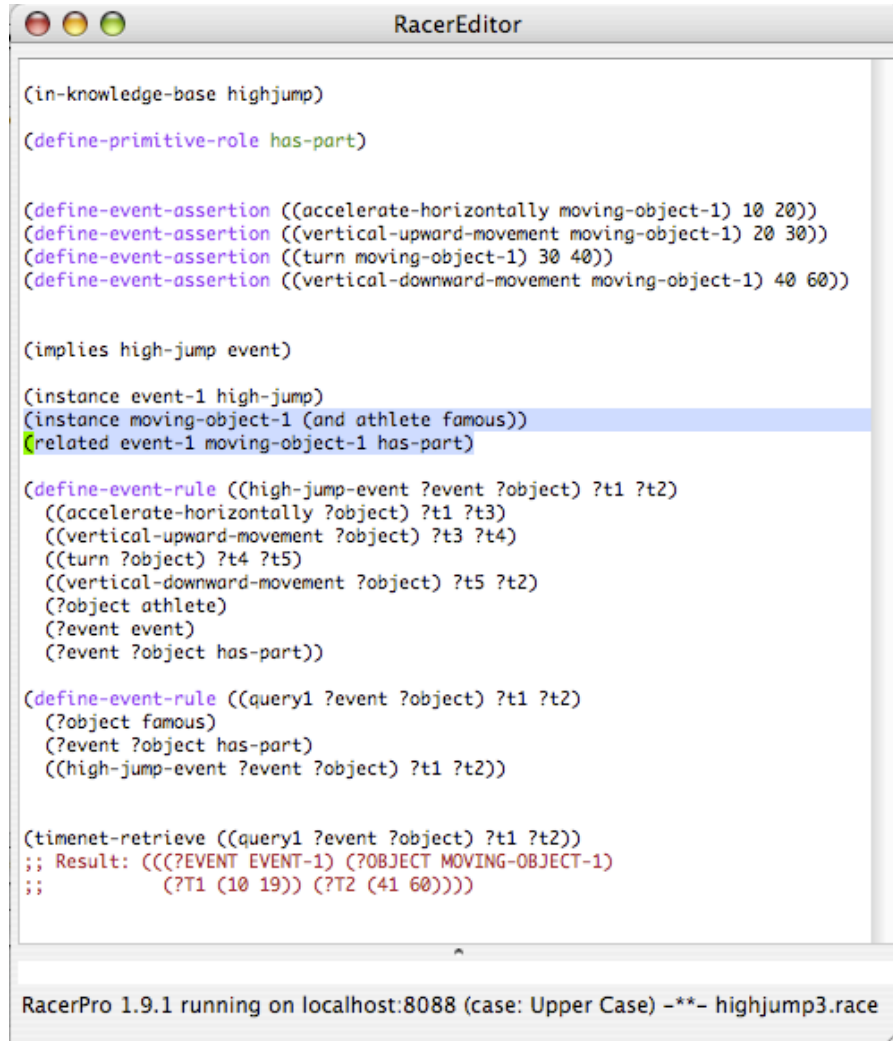 RacerEditor
(in-knowledge-base highjump)
(define-primitive-role has-part)
(define-event-assertion ((accelerate-horizontally moving-object-1) 10 20))
(define-event-assertion ((vertical-upward-movement moving-object-1) 20 30))
(define-event-assertion ((turn moving-object-1) 30 40))
(define-event-assertion ((vertical-downward-movement moving-object-1) 40 60))
(implies high-jump event)
(instance event-1 high-jump)
(instance moving-object-1 (and athlete famous))
(related event-1 moving-object-1 has-part)
(define-event-rule ((high-jump-event ?event ?object) ?t1 ?t2)
  ((accelerate-horizontally ?object) ?t1 ?t3)
  ((vertical-upward-movement ?object) ?t3 ?t4)
  ((turn ?object) ?t4 ?t5)
  ((vertical-downward-movement ?object) ?t5 ?t2)
  (?object athlete)
  (?event event)
  (?event ?object has-part))
(define-event-rule ((query1 ?event ?object) ?t1 ?t2)
  (?object famous)
  (?event ?object has-part)
  ((high-jump-event ?event ?object) ?t1 ?t2))
(timenet-retrieve ((query1 ?event ?object) ?t1 ?t2))
;; Result: (((?EVENT EVENT-1) (?OBJECT MOVING-OBJECT-1)
;;           (?T1 (10 19)) (?T2 (41 60))))
RacerPro 1.9.1 running on localhost:8088 (case: Upper Case) -**- highjump3.race